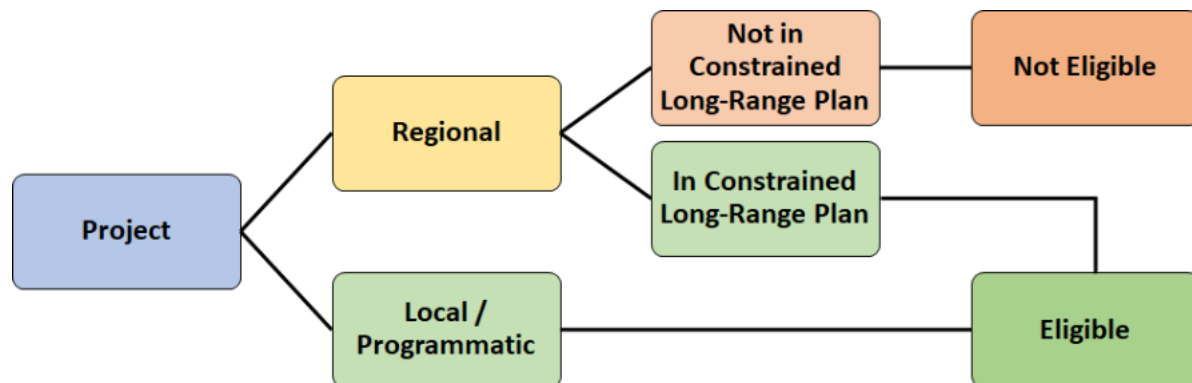 Not in
Constrained
Long-Range Plan
Not Eligible
Regional
In Constrained
Long-Range Plan
Project
Local /
Programmatic
Eligible